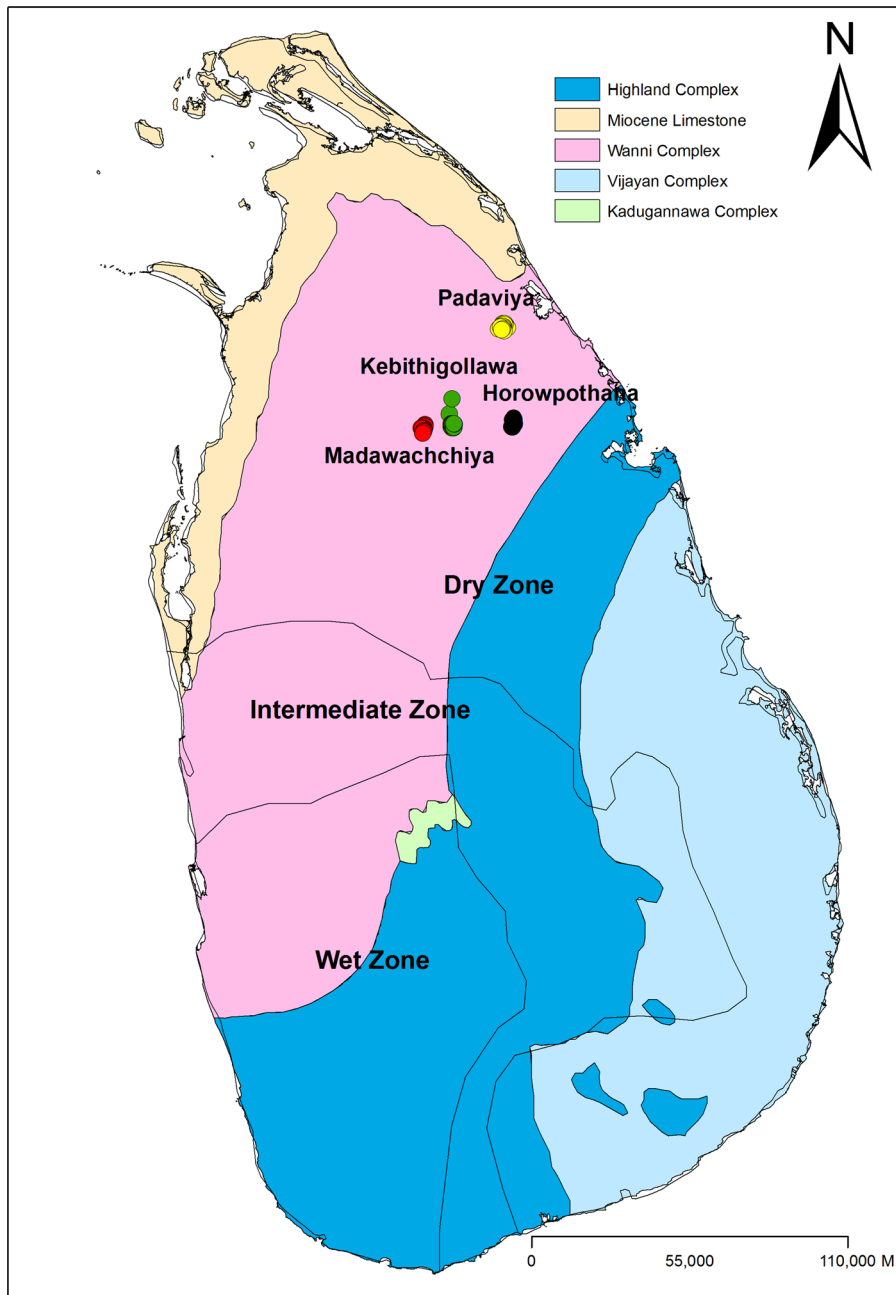 N
Highland Complex
Miocene Limestone
Wanni Complex
Vijayan Complex
Kadugannawa Complex
Padaviya
Kebithigollawa
Horowpothana
Madawachchiya
Dry Zone
Intermediate Zone
Wet Zone
0 55,000 110,000 M